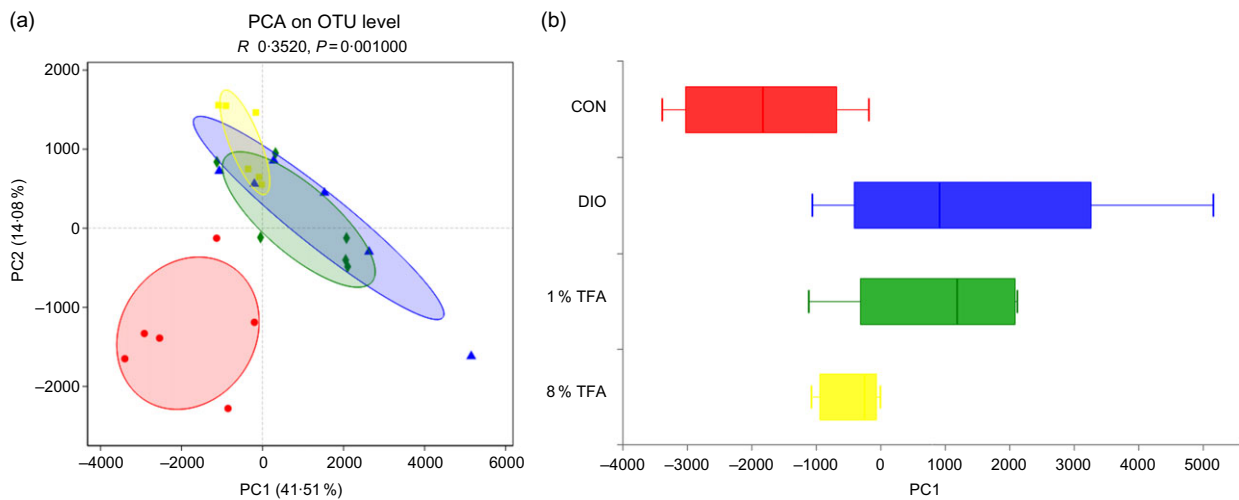 (a)
PCA on OTU level
R 0·3520, P=0·001000
2000
1000
0
–1000
–2000
PC2 (14·08 %)
–4000 –2000 0 2000 4000 6000
PC1 (41·51 %)
(b)
CON
DIO
1 % TFA
8 % TFA
–4000 –3000 –2000 –1000 0 1000 2000 3000 4000 5000
PC1